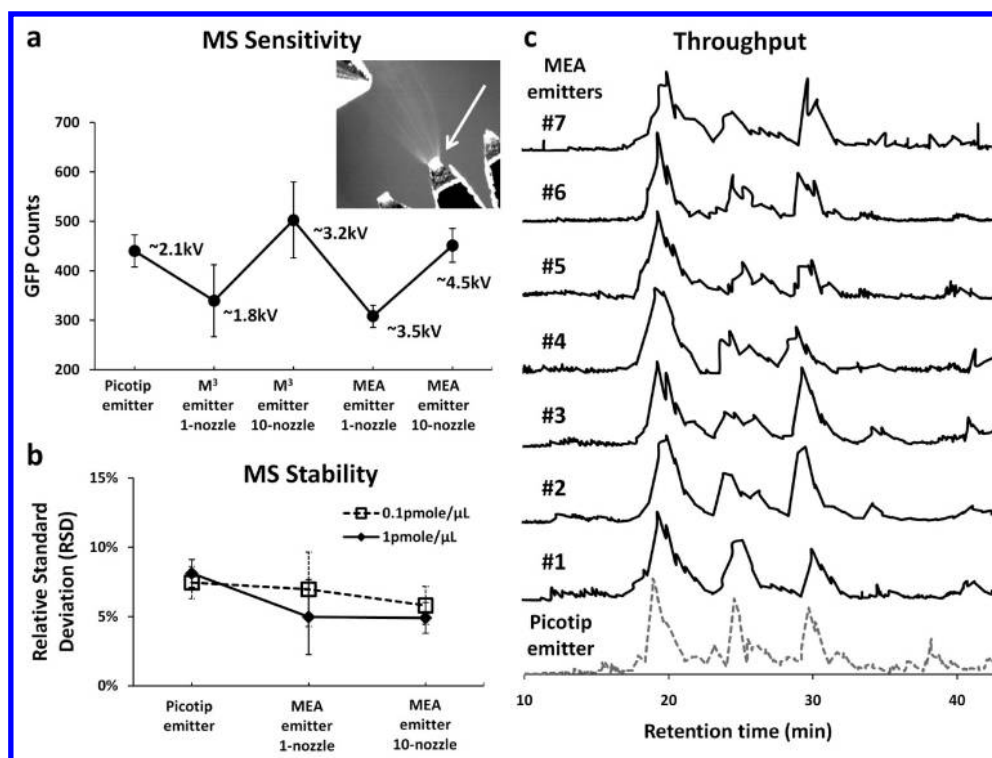 a
MS Sensitivity
GFP Counts
700
600
500
400
300
200
~2.1kV
~1.8kV
~3.2kV
~3.5kV
~4.5kV
Picotip
emitter
M³
emitter
1-nozzle
M³
emitter
10-nozzle
MEA
emitter
1-nozzle
MEA
emitter
10-nozzle
b
MS Stability
Relative Standard
Deviation (RSD)
15%
10%
5%
0%
0.1pmole/µL
1pmole/µL
Picotip
emitter
MEA
emitter
1-nozzle
MEA
emitter
10-nozzle
c
Throughput
MEA
emitters
#7
#6
#5
#4
#3
#2
#1
Picotip
emitter
10
20
30
40
Retention time (min)